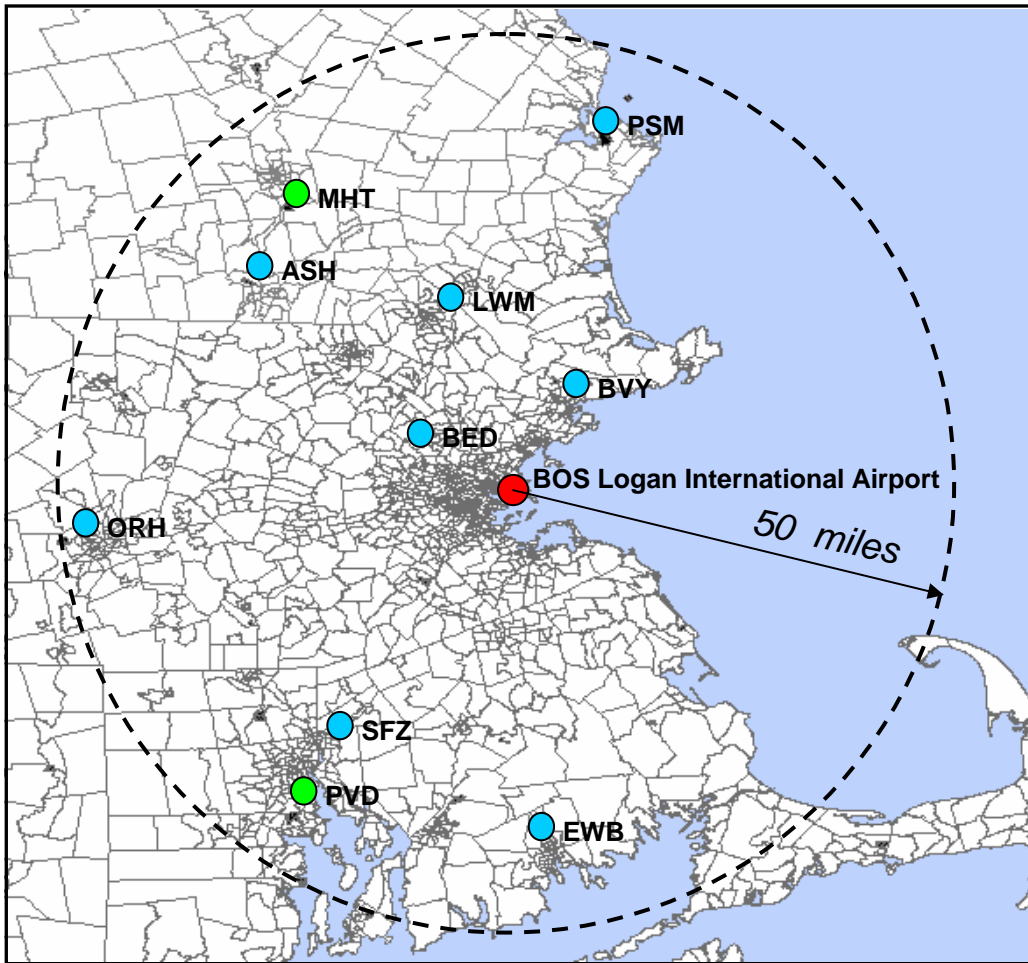 PSM
MHT
ASH
LWM
BVY
BED
BOS Logan International Airport
ORH
50 miles
SFZ
PVD
EWB